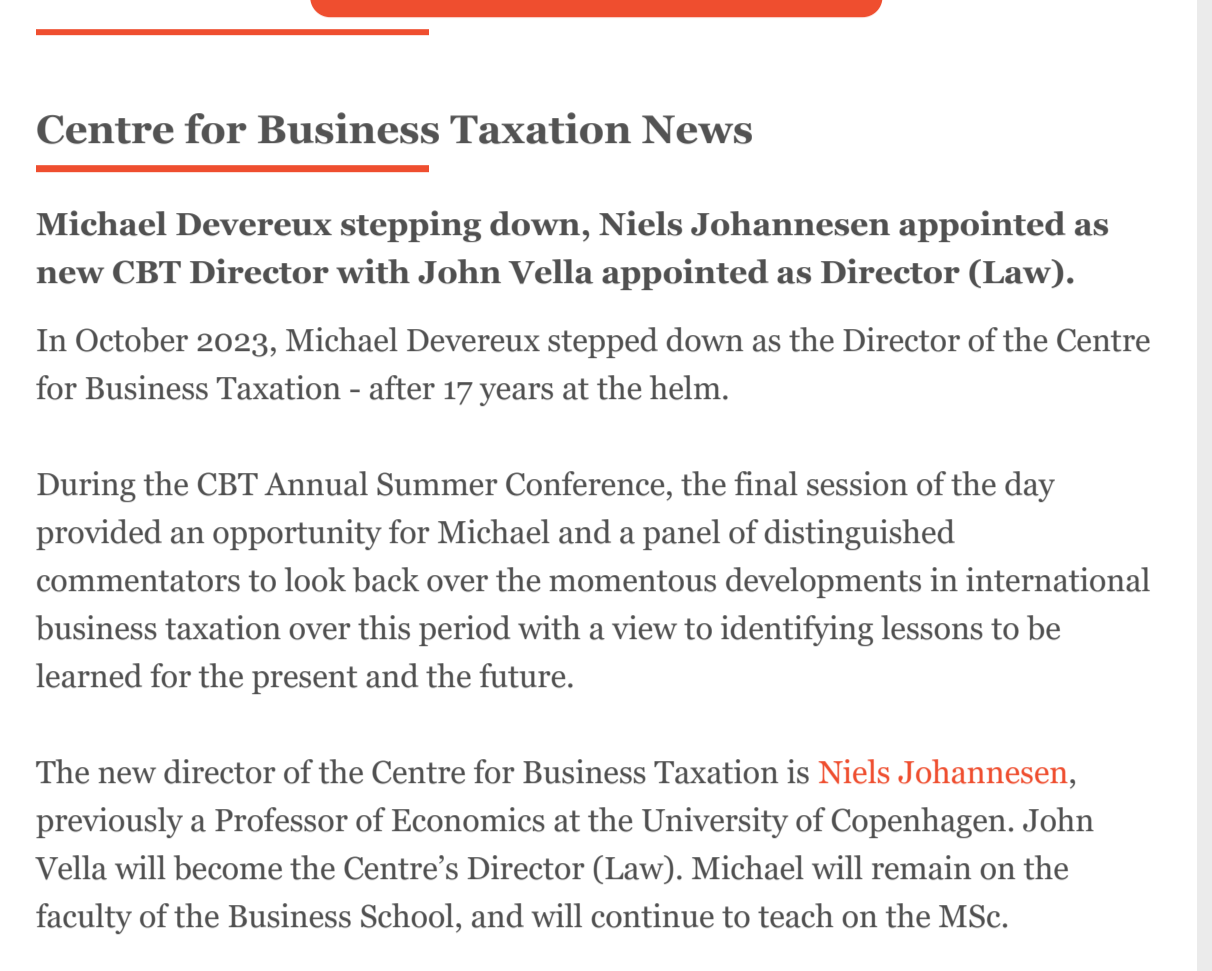 Centre for Business Taxation News
Michael Devereux stepping down, Niels Johannesen appointed as
new CBT Director with John Vella appointed as Director (Law).
In October 2023, Michael Devereux stepped down as the Director of the Centre
for Business Taxation - after 17 years at the helm.
During the CBT Annual Summer Conference, the final session of the day
provided an opportunity for Michael and a panel of distinguished
commentators to look back over the momentous developments in international
business taxation over this period with a view to identifying lessons to be
learned for the present and the future.
The new director of the Centre for Business Taxation is Niels Johannesen,
previously a Professor of Economics at the University of Copenhagen. John
Vella will become the Centre’s Director (Law). Michael will remain on the
faculty of the Business School, and will continue to teach on the MSc.